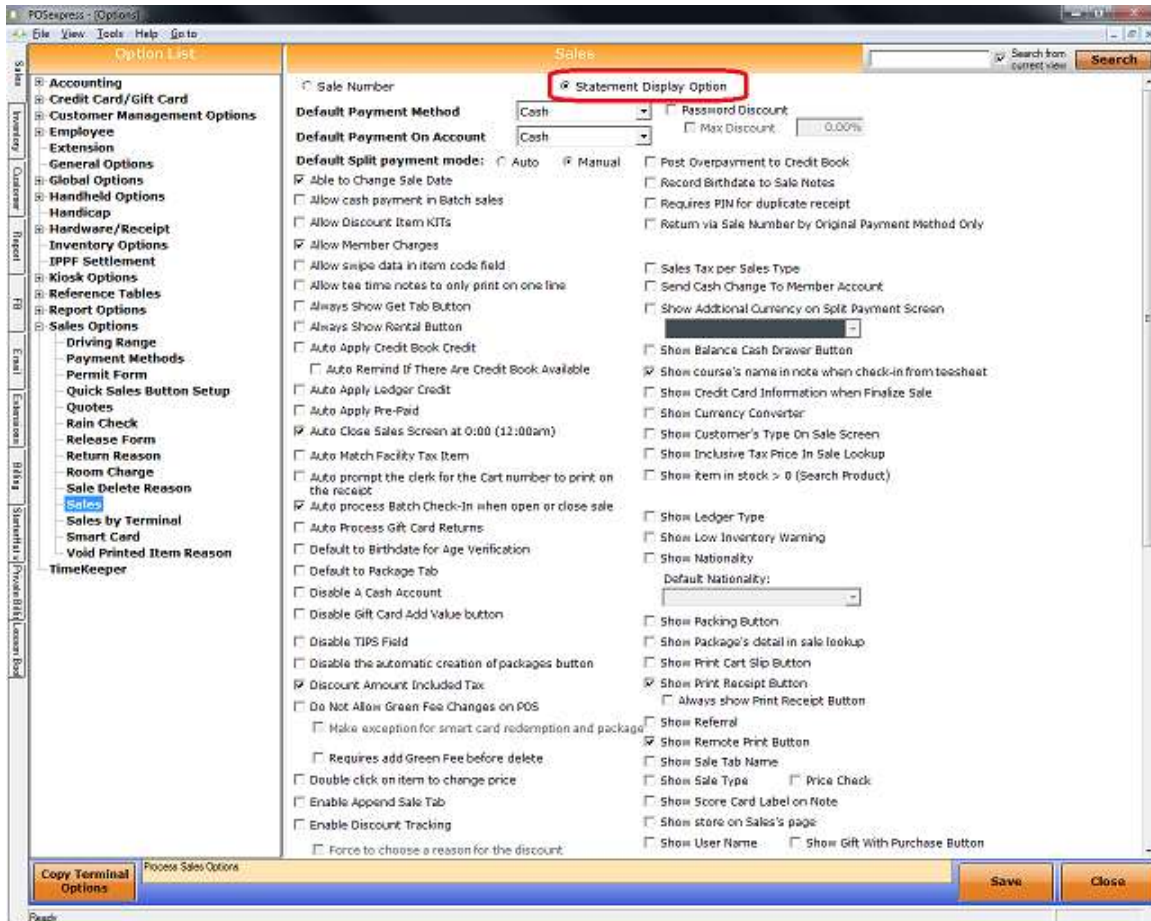 POSexpress - [Options]
File View Tools Help Go to
Option List
Sales
Search from current view
Search
Sales
Inventory
Customer
Report
FB
Email
Extensions
Billing
Accounting
Credit Card/Gift Card
Customer Management Options
Employee
Extension
General Options
Global Options
Handheld Options
Handicap
Hardware/Receipt
Inventory Options
IPPF Settlement
Kiosk Options
Reference Tables
Report Options
Sales Options
Driving Range
Payment Methods
Permit Form
Quick Sales Button Setup
Quotes
Rain Check
Release Form
Return Reason
Room Charge
Sale Delete Reason
Sales
Sales by Terminal
Smart Card
Void Printed Item Reason
TimeKeeper
Sale Number
Statement Display Option
Default Payment Method Cash
Default Payment On Account Cash
Default Split payment mode: Auto Manual
Able to Change Sale Date
Allow cash payment in Batch sales
Allow Discount Item KITs
Allow Member Charges
Allow swipe data in item code field
Allow tee time notes to only print on one line
Always Show Get Tab Button
Always Show Rental Button
Auto Apply Credit Book Credit
Auto Remind If There Are Credit Book Available
Auto Apply Ledger Credit
Auto Apply Pre-Paid
Auto Close Sales Screen at 0:00 (12:00am)
Auto Match Facility Tax Item
Auto prompt the clerk for the Cart number to print on
the receipt
Auto process Batch Check-In when open or close sale
Auto Process Gift Card Returns
Default to Birthdate for Age Verification
Default to Package Tab
Disable A Cash Account
Disable Gift Card Add Value button
Disable TIPS Field
Disable the automatic creation of packages button
Discount Amount Included Tax
Do Not Allow Green Fee Changes on POS
Make exception for smart card redemption and package
Requires add Green Fee before delete
Double click on item to change price
Enable Append Sale Tab
Enable Discount Tracking
Force to choose a reason for the discount
Password Discount
Max Discount 0.00%
Post Overpayment to Credit Book
Record Birthdate to Sale Notes
Requires PIN for duplicate receipt
Return via Sale Number by Original Payment Method Only
Sales Tax per Sales Type
Send Cash Change To Member Account
Show Addtional Currency on Split Payment Screen
Show Balance Cash Drawer Button
Show course's name in note when check-in from teesheet
Show Credit Card Information when Finalize Sale
Show Currency Converter
Show Customer's Type On Sale Screen
Show Inclusive Tax Price In Sale Lookup
Show item in stock > 0 (Search Product)
Show Ledger Type
Show Low Inventory Warning
Show Nationality
Default Nationality:
Show Packing Button
Show Package's detail in sale lookup
Show Print Cart Slip Button
Show Print Receipt Button
Always show Print Receipt Button
Show Referral
Show Remote Print Button
Show Sale Tab Name
Show Sale Type Price Check
Show Score Card Label on Note
Show store on Sales's page
Show User Name Show Gift With Purchase Button
Copy Terminal Options
Process Sales Options
Save
Close
Ready